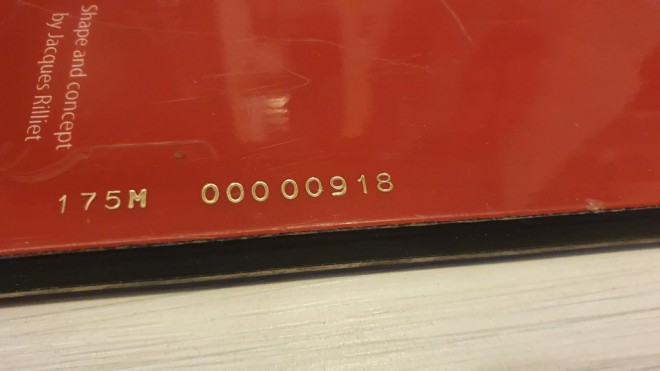 Shape and concept
by Jacques Rilliet
175M 00000918